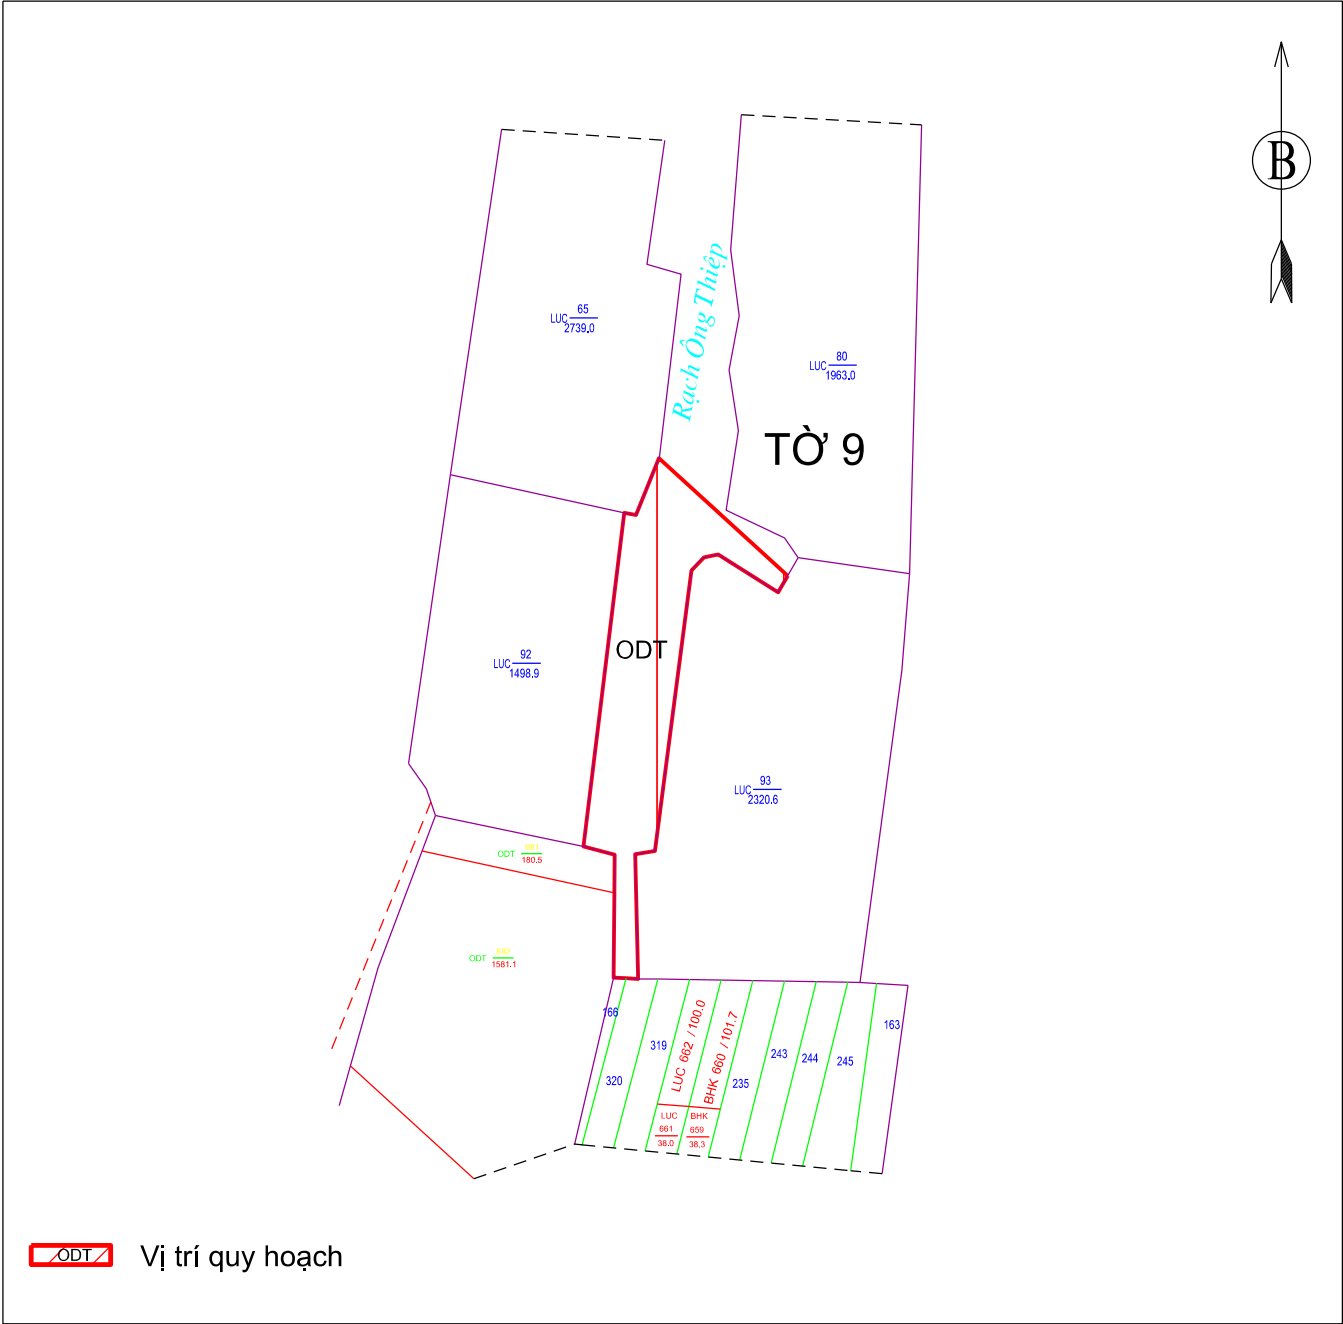 B
65
LUC
2739.0
Rạch Ông Thiệp
80
LUC
1963.0
TỜ 9
ODT
92
LUC
1498.9
93
LUC
2320.6
ODT
180.5
ODT
1581.1
166
320
319
LUC 662 / 100.0
BHK 660 / 101.7
235
243
244
245
163
LUC
661
38.0
BHK
659
38.3
ODT
Vị trí quy hoạch